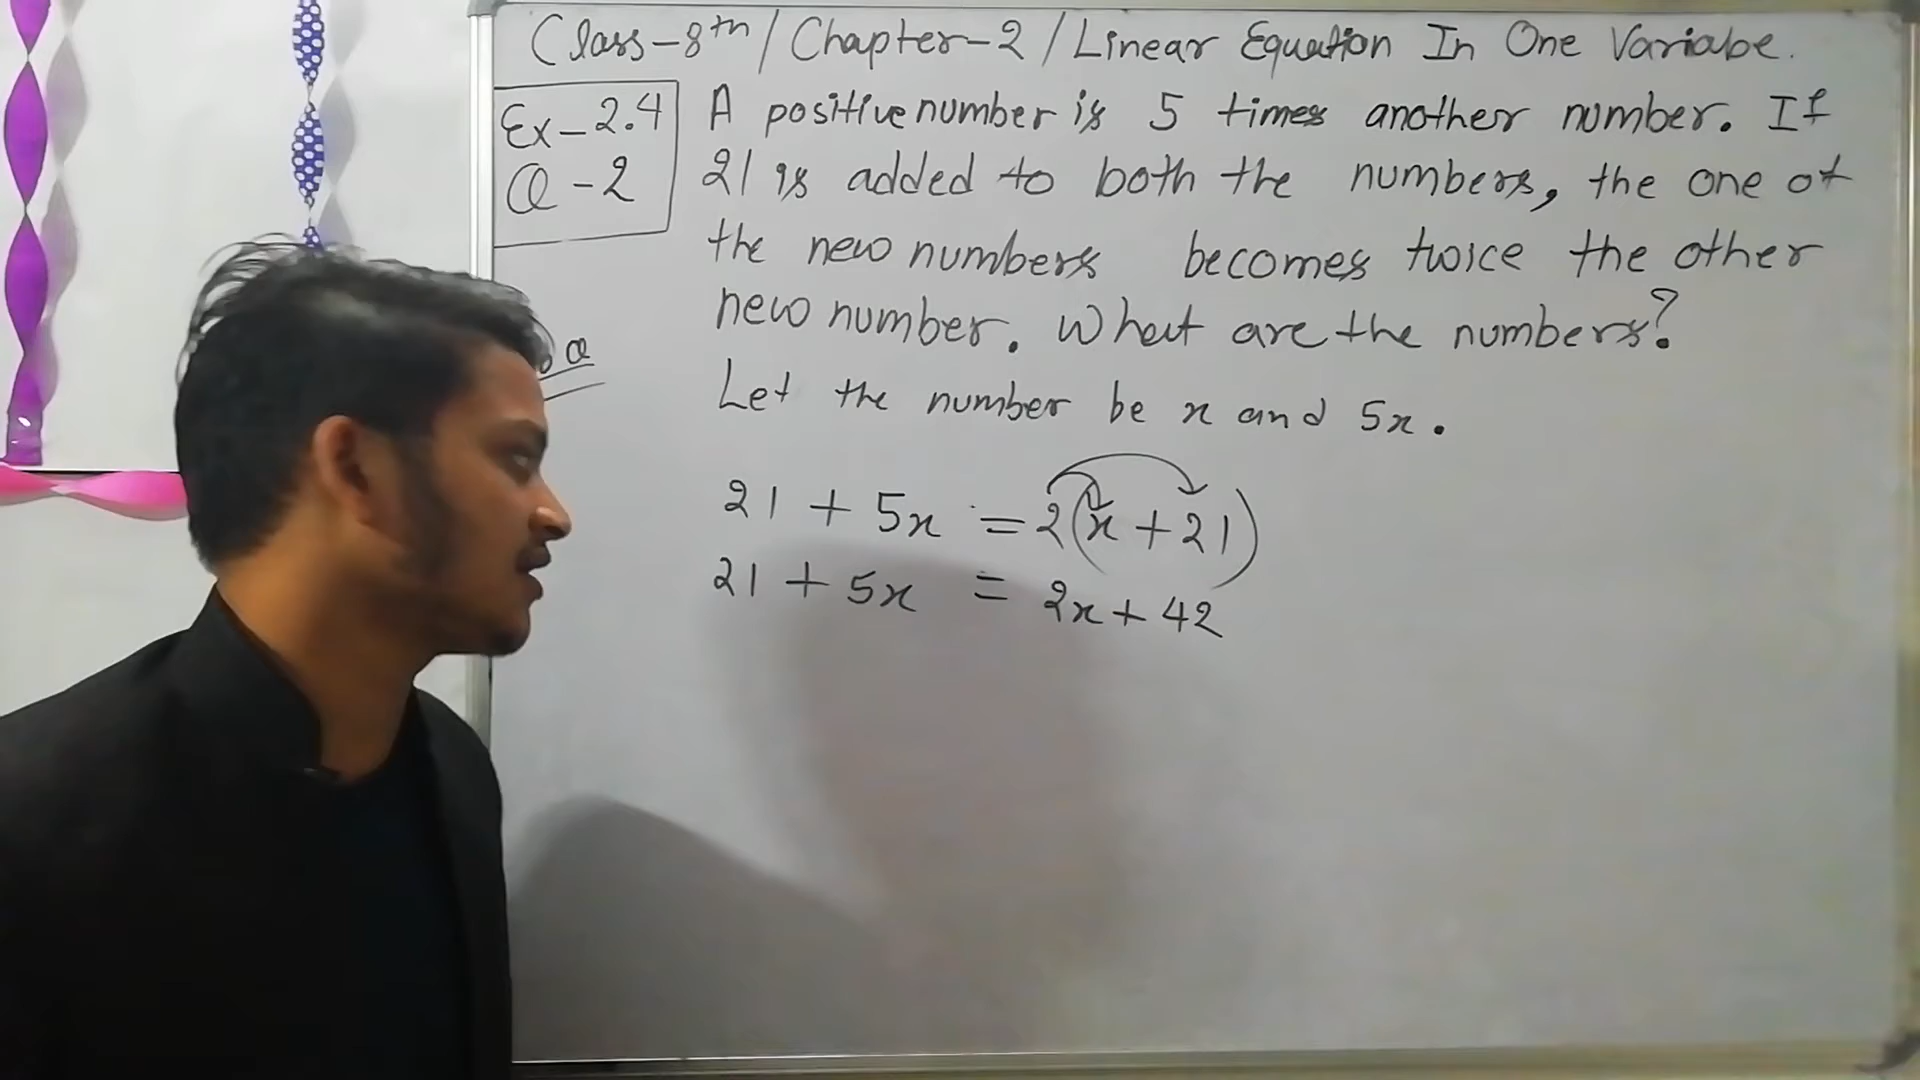 Class-8th/Chapter-2/Linear Equation In One Variabe.
Ex-2.4
Q-2
A positive number is 5 times another number. If
21 is added to both the numbers, the one of
the new numbers becomes twice the other
new number. What are the numbers?
Let the number be x and 5x.
21 + 5x = 2(x + 21)
21 + 5x = 2x + 42